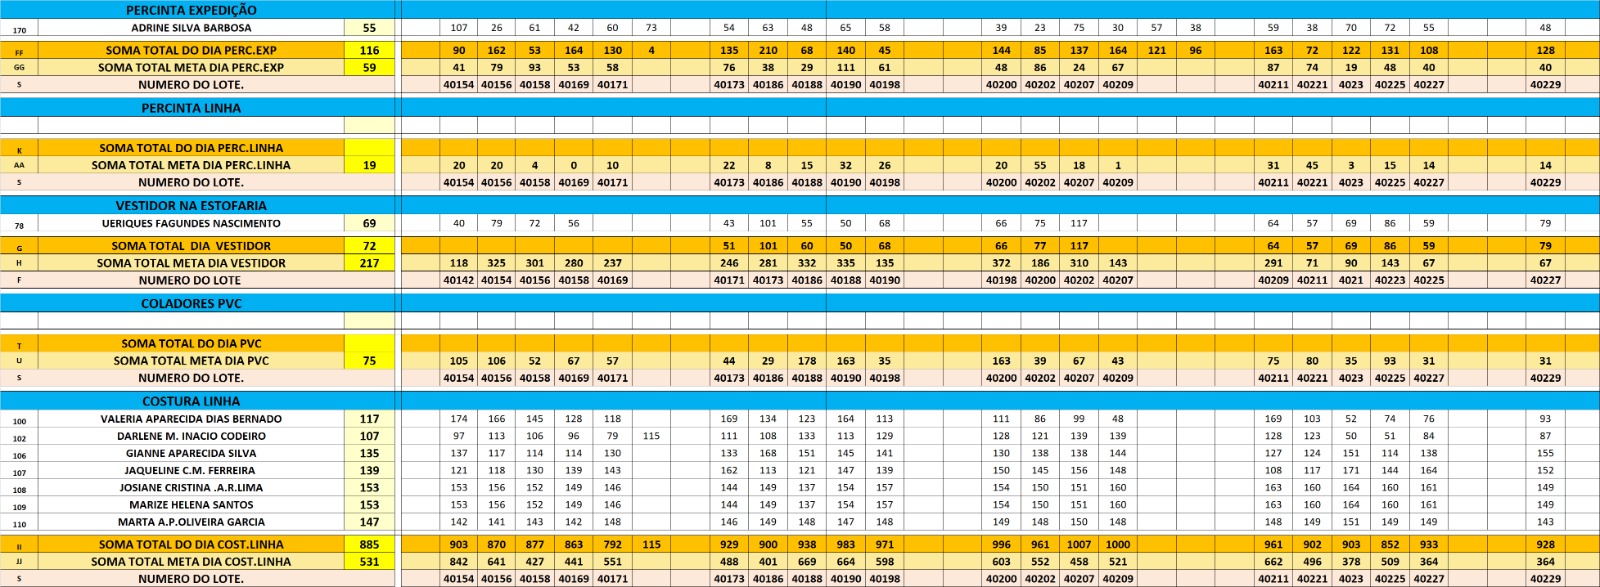 PERCINTA EXPEDIÇÃO
170 ADRINE SILVA BARBOSA 55 107 26 61 42 60 73 54 63 48 65 58 39 23 75 30 57 38 59 38 70 72 55 48
FF SOMA TOTAL DO DIA PERC.EXP 116 90 162 53 164 130 4 135 210 68 140 45 144 85 137 164 121 96 163 72 122 131 108 128
GG SOMA TOTAL META DIA PERC.EXP 59 41 79 93 53 58 76 38 29 111 61 48 86 24 67 87 74 19 48 40 40
S NUMERO DO LOTE. 40154 40156 40158 40169 40171 40173 40186 40188 40190 40198 40200 40202 40207 40209 40211 40221 4023 40225 40227 40229
PERCINTA LINHA
K SOMA TOTAL DO DIA PERC.LINHA
AA SOMA TOTAL META DIA PERC.LINHA 19 20 20 4 0 10 22 8 15 32 26 20 55 18 1 31 45 3 15 14 14
S NUMERO DO LOTE. 40154 40156 40158 40169 40171 40173 40186 40188 40190 40198 40200 40202 40207 40209 40211 40221 4023 40225 40227 40229
VESTIDOR NA ESTOFARIA
78 UERIQUES FAGUNDES NASCIMENTO 69 40 79 72 56 43 101 55 50 68 66 75 117 64 57 69 86 59 79
G SOMA TOTAL DIA VESTIDOR 72 51 101 60 50 68 66 77 117 64 57 69 86 59 79
H SOMA TOTAL META DIA VESTIDOR 217 118 325 301 280 237 246 281 332 335 135 372 186 310 143 291 71 90 143 67 67
F NUMERO DO LOTE 40142 40154 40156 40158 40169 40171 40173 40186 40188 40190 40198 40200 40202 40207 40209 40211 4021 40223 40225 40227
COLADORES PVC
T SOMA TOTAL DO DIA PVC
U SOMA TOTAL META DIA PVC 75 105 106 52 67 57 44 29 178 163 35 163 39 67 43 75 80 35 93 31 31
S NUMERO DO LOTE. 40154 40156 40158 40169 40171 40173 40186 40188 40190 40198 40200 40202 40207 40209 40211 40221 4023 40225 40227 40229
COSTURA LINHA
100 VALERIA APARECIDA DIAS BERNADO 117 174 166 145 128 118 169 134 123 164 113 111 86 99 48 169 103 52 74 76 93
102 DARLENE M. INACIO CODEIRO 107 97 113 106 96 79 115 111 108 133 113 129 128 121 139 139 128 123 50 51 84 87
106 GIANNE APARECIDA SILVA 135 137 117 114 114 130 133 168 151 145 141 130 138 138 144 127 124 151 114 138 155
107 JAQUELINE C.M. FERREIRA 139 121 118 130 139 143 162 113 121 147 139 150 145 156 148 108 117 171 144 164 152
108 JOSIANE CRISTINA .A.R.LIMA 153 153 156 152 149 146 144 149 137 154 157 154 150 151 160 163 160 164 160 161 149
109 MARIZE HELENA SANTOS 153 153 156 152 149 146 144 149 137 154 157 154 150 151 160 163 160 164 160 161 149
110 MARTA A.P.OLIVEIRA GARCIA 147 142 141 143 142 148 146 149 148 147 148 149 148 150 148 148 149 151 149 149 143
II SOMA TOTAL DO DIA COST.LINHA 885 903 870 877 863 792 115 929 900 938 983 971 996 961 1007 1000 961 902 903 852 933 928
JJ SOMA TOTAL META DIA COST.LINHA 531 842 641 427 441 551 488 401 669 664 598 603 552 458 521 662 496 378 509 364 364
S NUMERO DO LOTE. 40154 40156 40158 40169 40171 40173 40186 40188 40190 40198 40200 40202 40207 40209 40211 40221 4023 40225 40227 40229